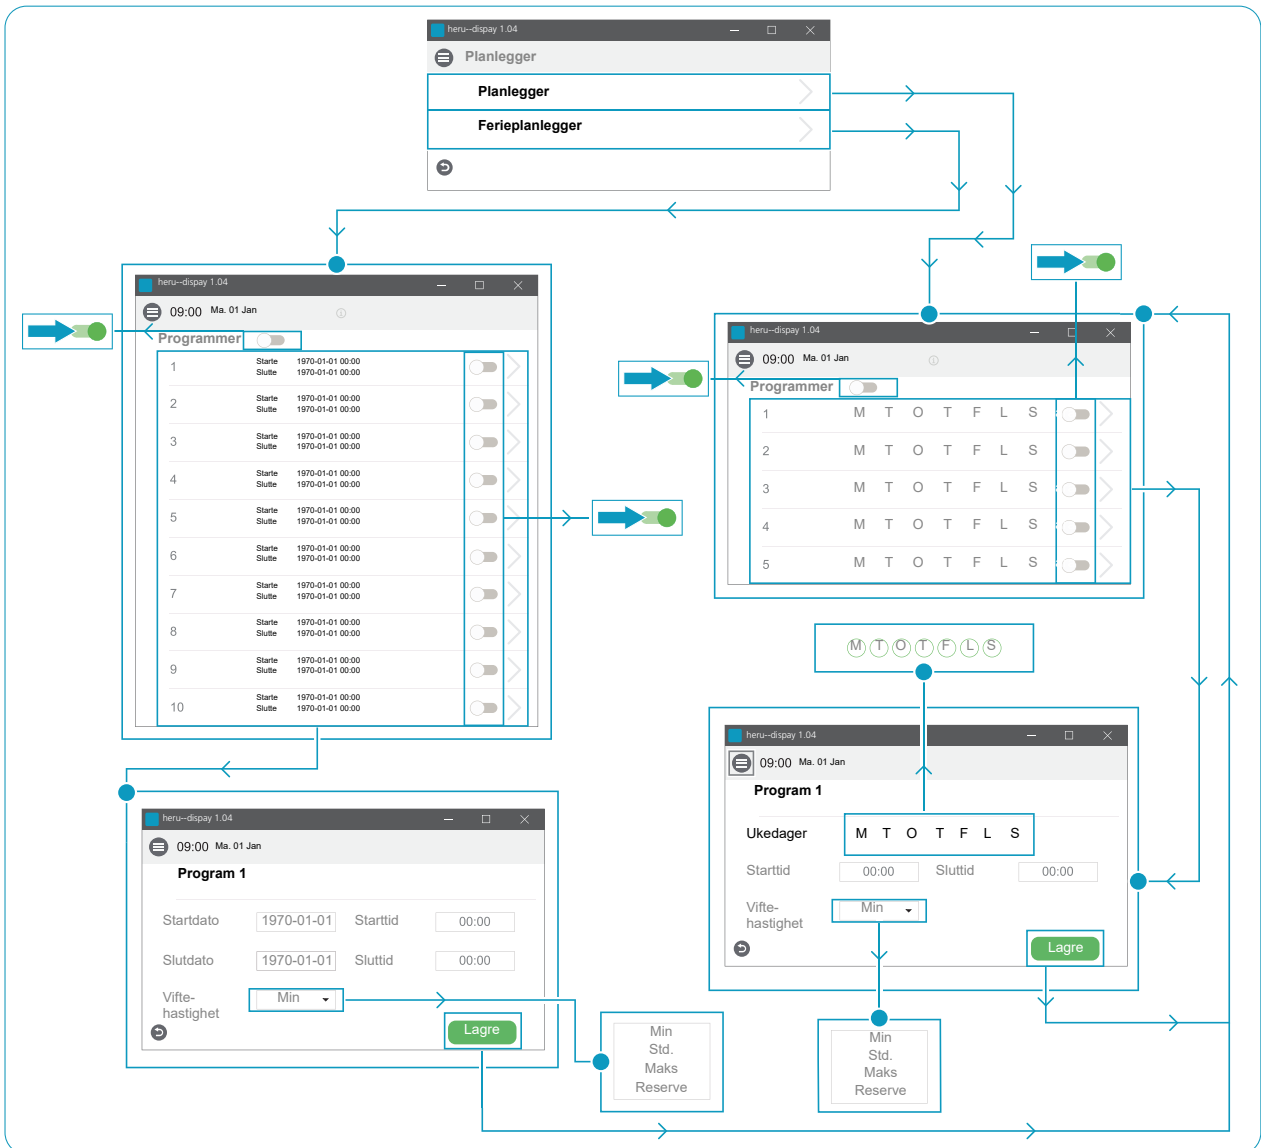 heru--dispay 1.04
Planlegger
Planlegger
Ferieplanlegger
heru--dispay 1.04
09:00 Ma. 01 Jan
Programmer
1 Starte 1970-01-01 00:00
Slutte 1970-01-01 00:00
2 Starte 1970-01-01 00:00
Slutte 1970-01-01 00:00
3 Starte 1970-01-01 00:00
Slutte 1970-01-01 00:00
4 Starte 1970-01-01 00:00
Slutte 1970-01-01 00:00
5 Starte 1970-01-01 00:00
Slutte 1970-01-01 00:00
6 Starte 1970-01-01 00:00
Slutte 1970-01-01 00:00
7 Starte 1970-01-01 00:00
Slutte 1970-01-01 00:00
8 Starte 1970-01-01 00:00
Slutte 1970-01-01 00:00
9 Starte 1970-01-01 00:00
Slutte 1970-01-01 00:00
10 Starte 1970-01-01 00:00
Slutte 1970-01-01 00:00
heru--dispay 1.04
09:00 Ma. 01 Jan
Programmer
1 M T O T F L S
2 M T O T F L S
3 M T O T F L S
4 M T O T F L S
5 M T O T F L S
M T O T F L S
heru--dispay 1.04
09:00 Ma. 01 Jan
Program 1
Ukedager M T O T F L S
Starttid 00:00 Sluttid 00:00
Vifte- Min
hastighet
Lagre
Min
Std.
Maks
Reserve
heru--dispay 1.04
09:00 Ma. 01 Jan
Program 1
Startdato 1970-01-01 Starttid 00:00
Slutdato 1970-01-01 Sluttid 00:00
Vifte- Min
hastighet
Lagre
Min
Std.
Maks
Reserve